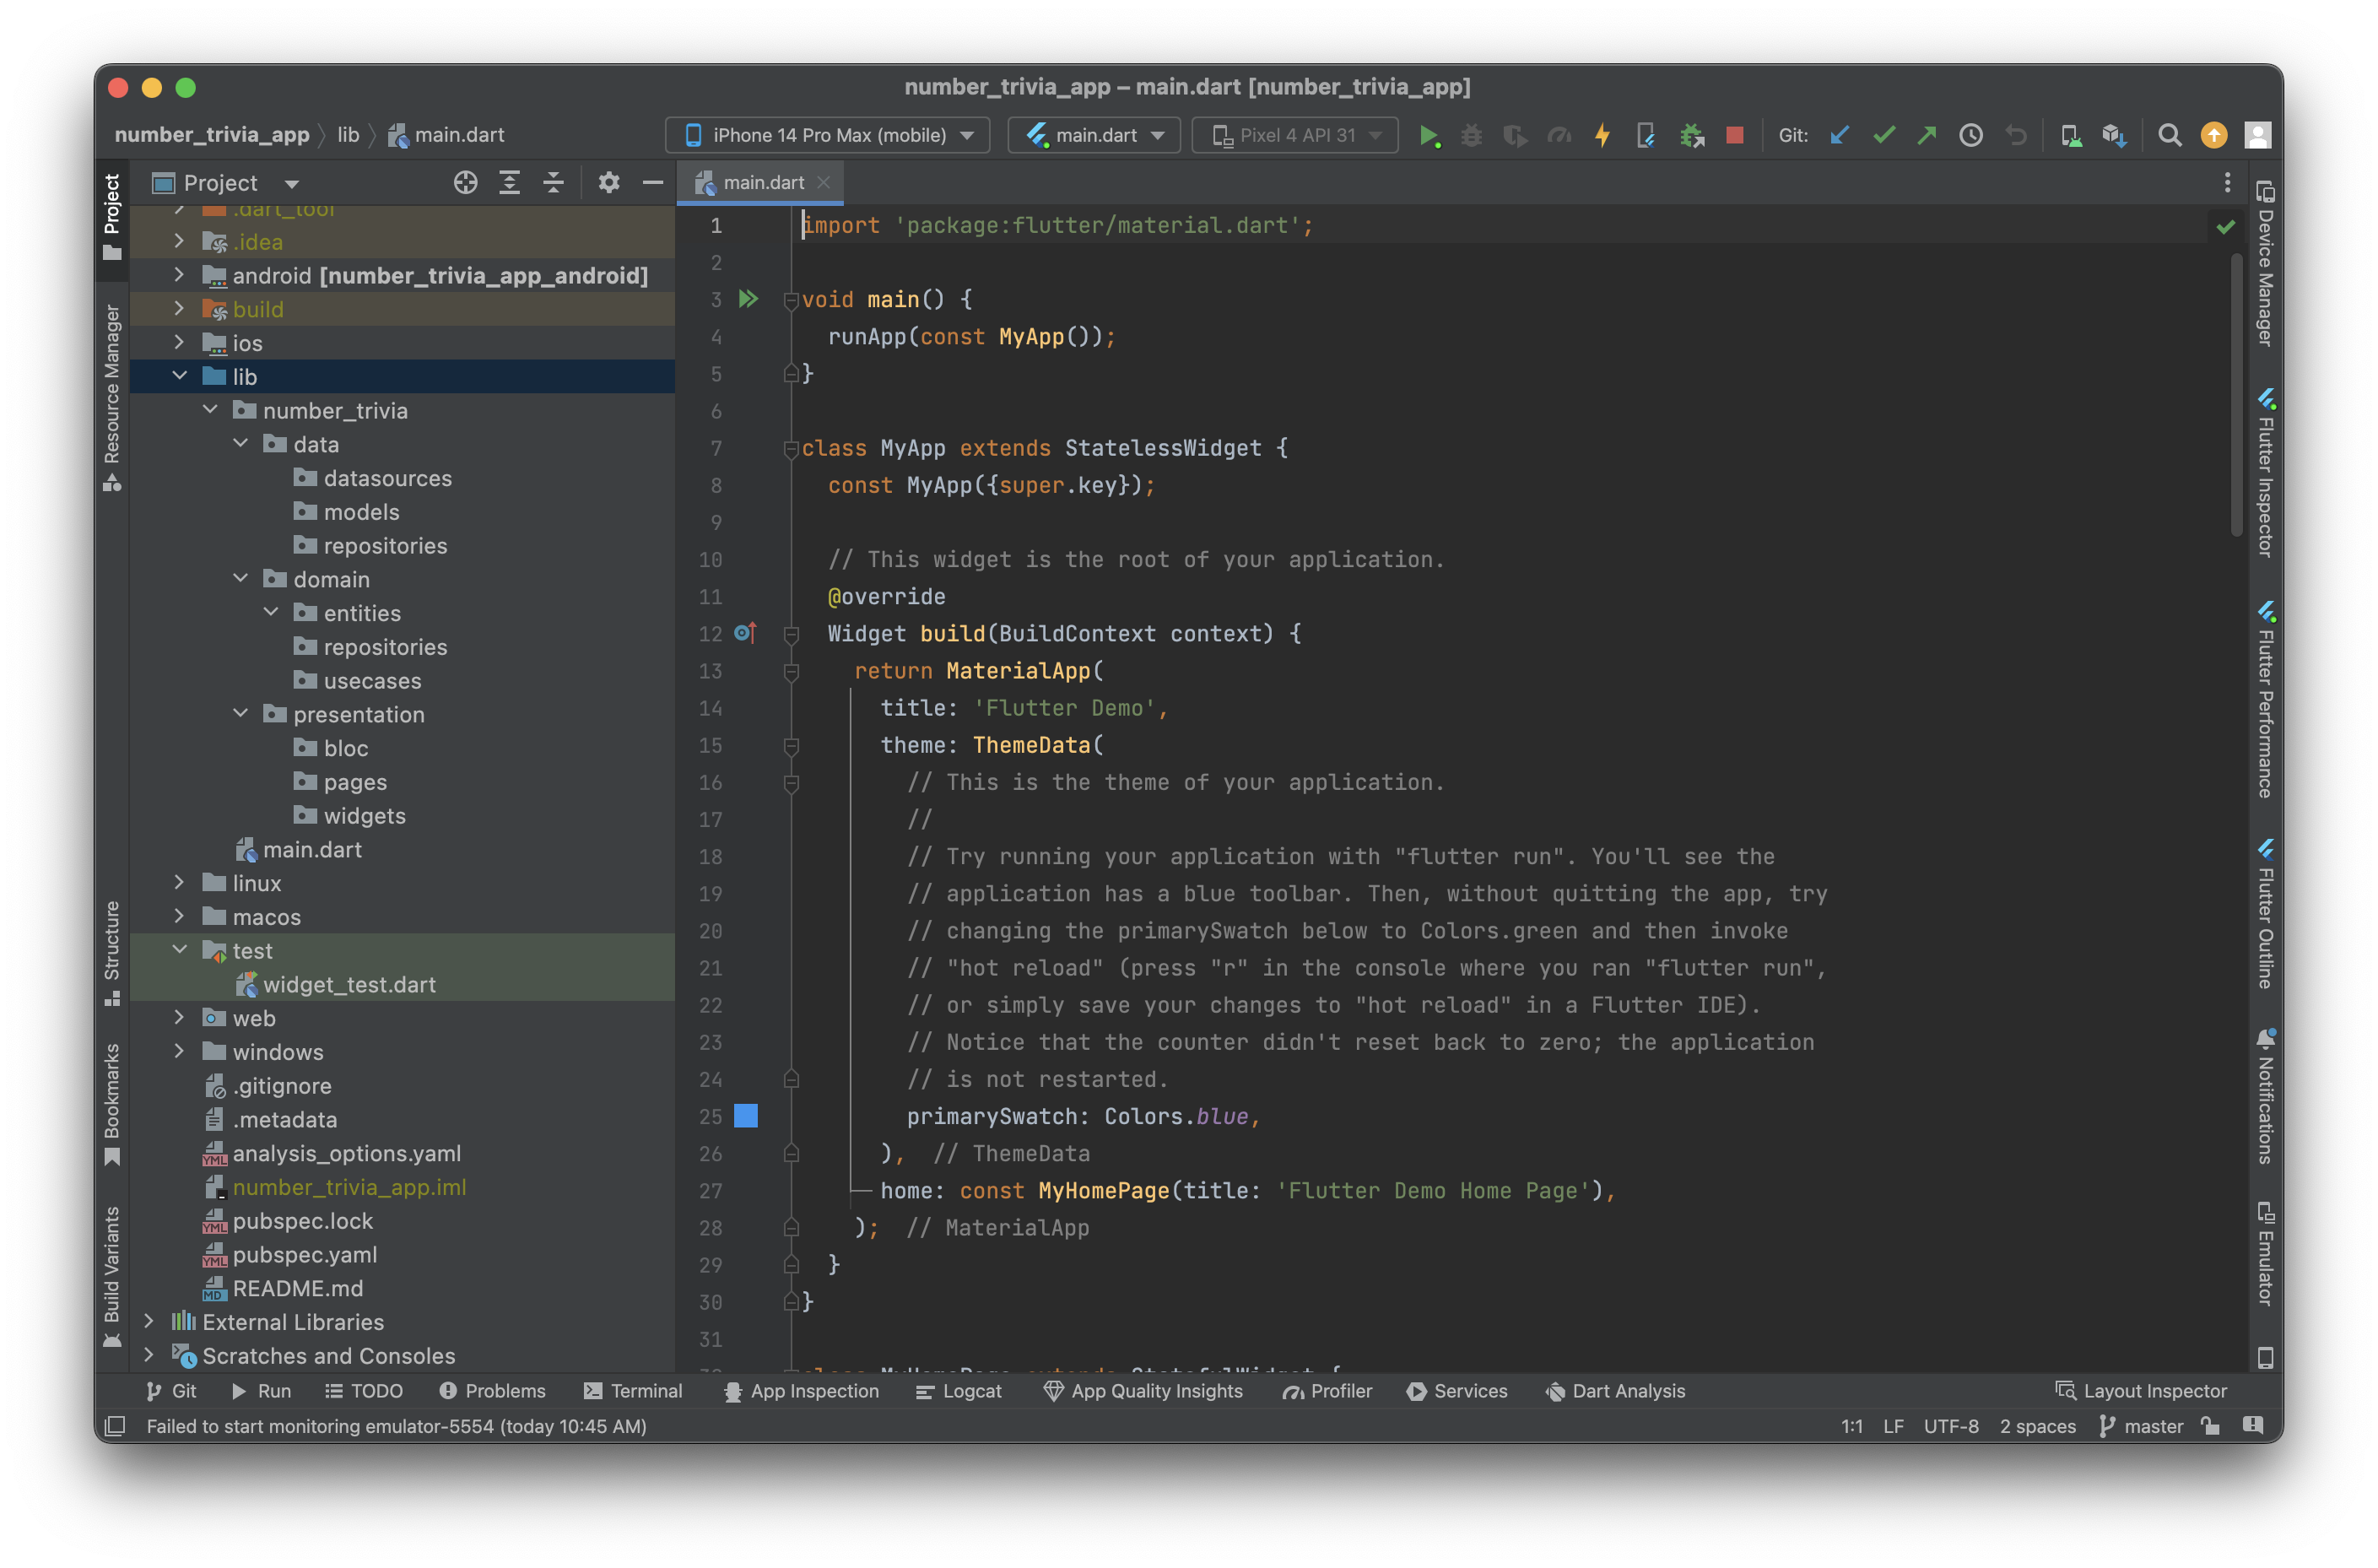 number_trivia_app – main.dart [number_trivia_app]
number_trivia_app lib main.dart
iPhone 14 Pro Max (mobile)
main.dart
Pixel 4 API 31
Git:
Project
Resource Manager
Structure
Bookmarks
Build Variants
Project
.dart_tool
.idea
android [number_trivia_app_android]
build
ios
lib
number_trivia
data
datasources
models
repositories
domain
entities
repositories
usecases
presentation
bloc
pages
widgets
main.dart
linux
macos
test
widget_test.dart
web
windows
.gitignore
.metadata
analysis_options.yaml
number_trivia_app.iml
pubspec.lock
pubspec.yaml
README.md
External Libraries
Scratches and Consoles
main.dart
1 import 'package:flutter/material.dart';
2
3 void main() {
4 runApp(const MyApp());
5 }
6
7 class MyApp extends StatelessWidget {
8 const MyApp({super.key});
9
10 // This widget is the root of your application.
11 @override
12 Widget build(BuildContext context) {
13 return MaterialApp(
14 title: 'Flutter Demo',
15 theme: ThemeData(
16 // This is the theme of your application.
17 //
18 // Try running your application with "flutter run". You'll see the
19 // application has a blue toolbar. Then, without quitting the app, try
20 // changing the primarySwatch below to Colors.green and then invoke
21 // "hot reload" (press "r" in the console where you ran "flutter run",
22 // or simply save your changes to "hot reload" in a Flutter IDE).
23 // Notice that the counter didn't reset back to zero; the application
24 // is not restarted.
25 primarySwatch: Colors.blue,
26 ), // ThemeData
27 home: const MyHomePage(title: 'Flutter Demo Home Page'),
28 ); // MaterialApp
29 }
30 }
31
32 class MyHomePage extends StatefulWidget {
Device Manager
Flutter Inspector
Flutter Performance
Flutter Outline
Notifications
Emulator
Git Run TODO Problems Terminal App Inspection Logcat App Quality Insights Profiler Services Dart Analysis Layout Inspector
Failed to start monitoring emulator-5554 (today 10:45 AM) 1:1 LF UTF-8 2 spaces master